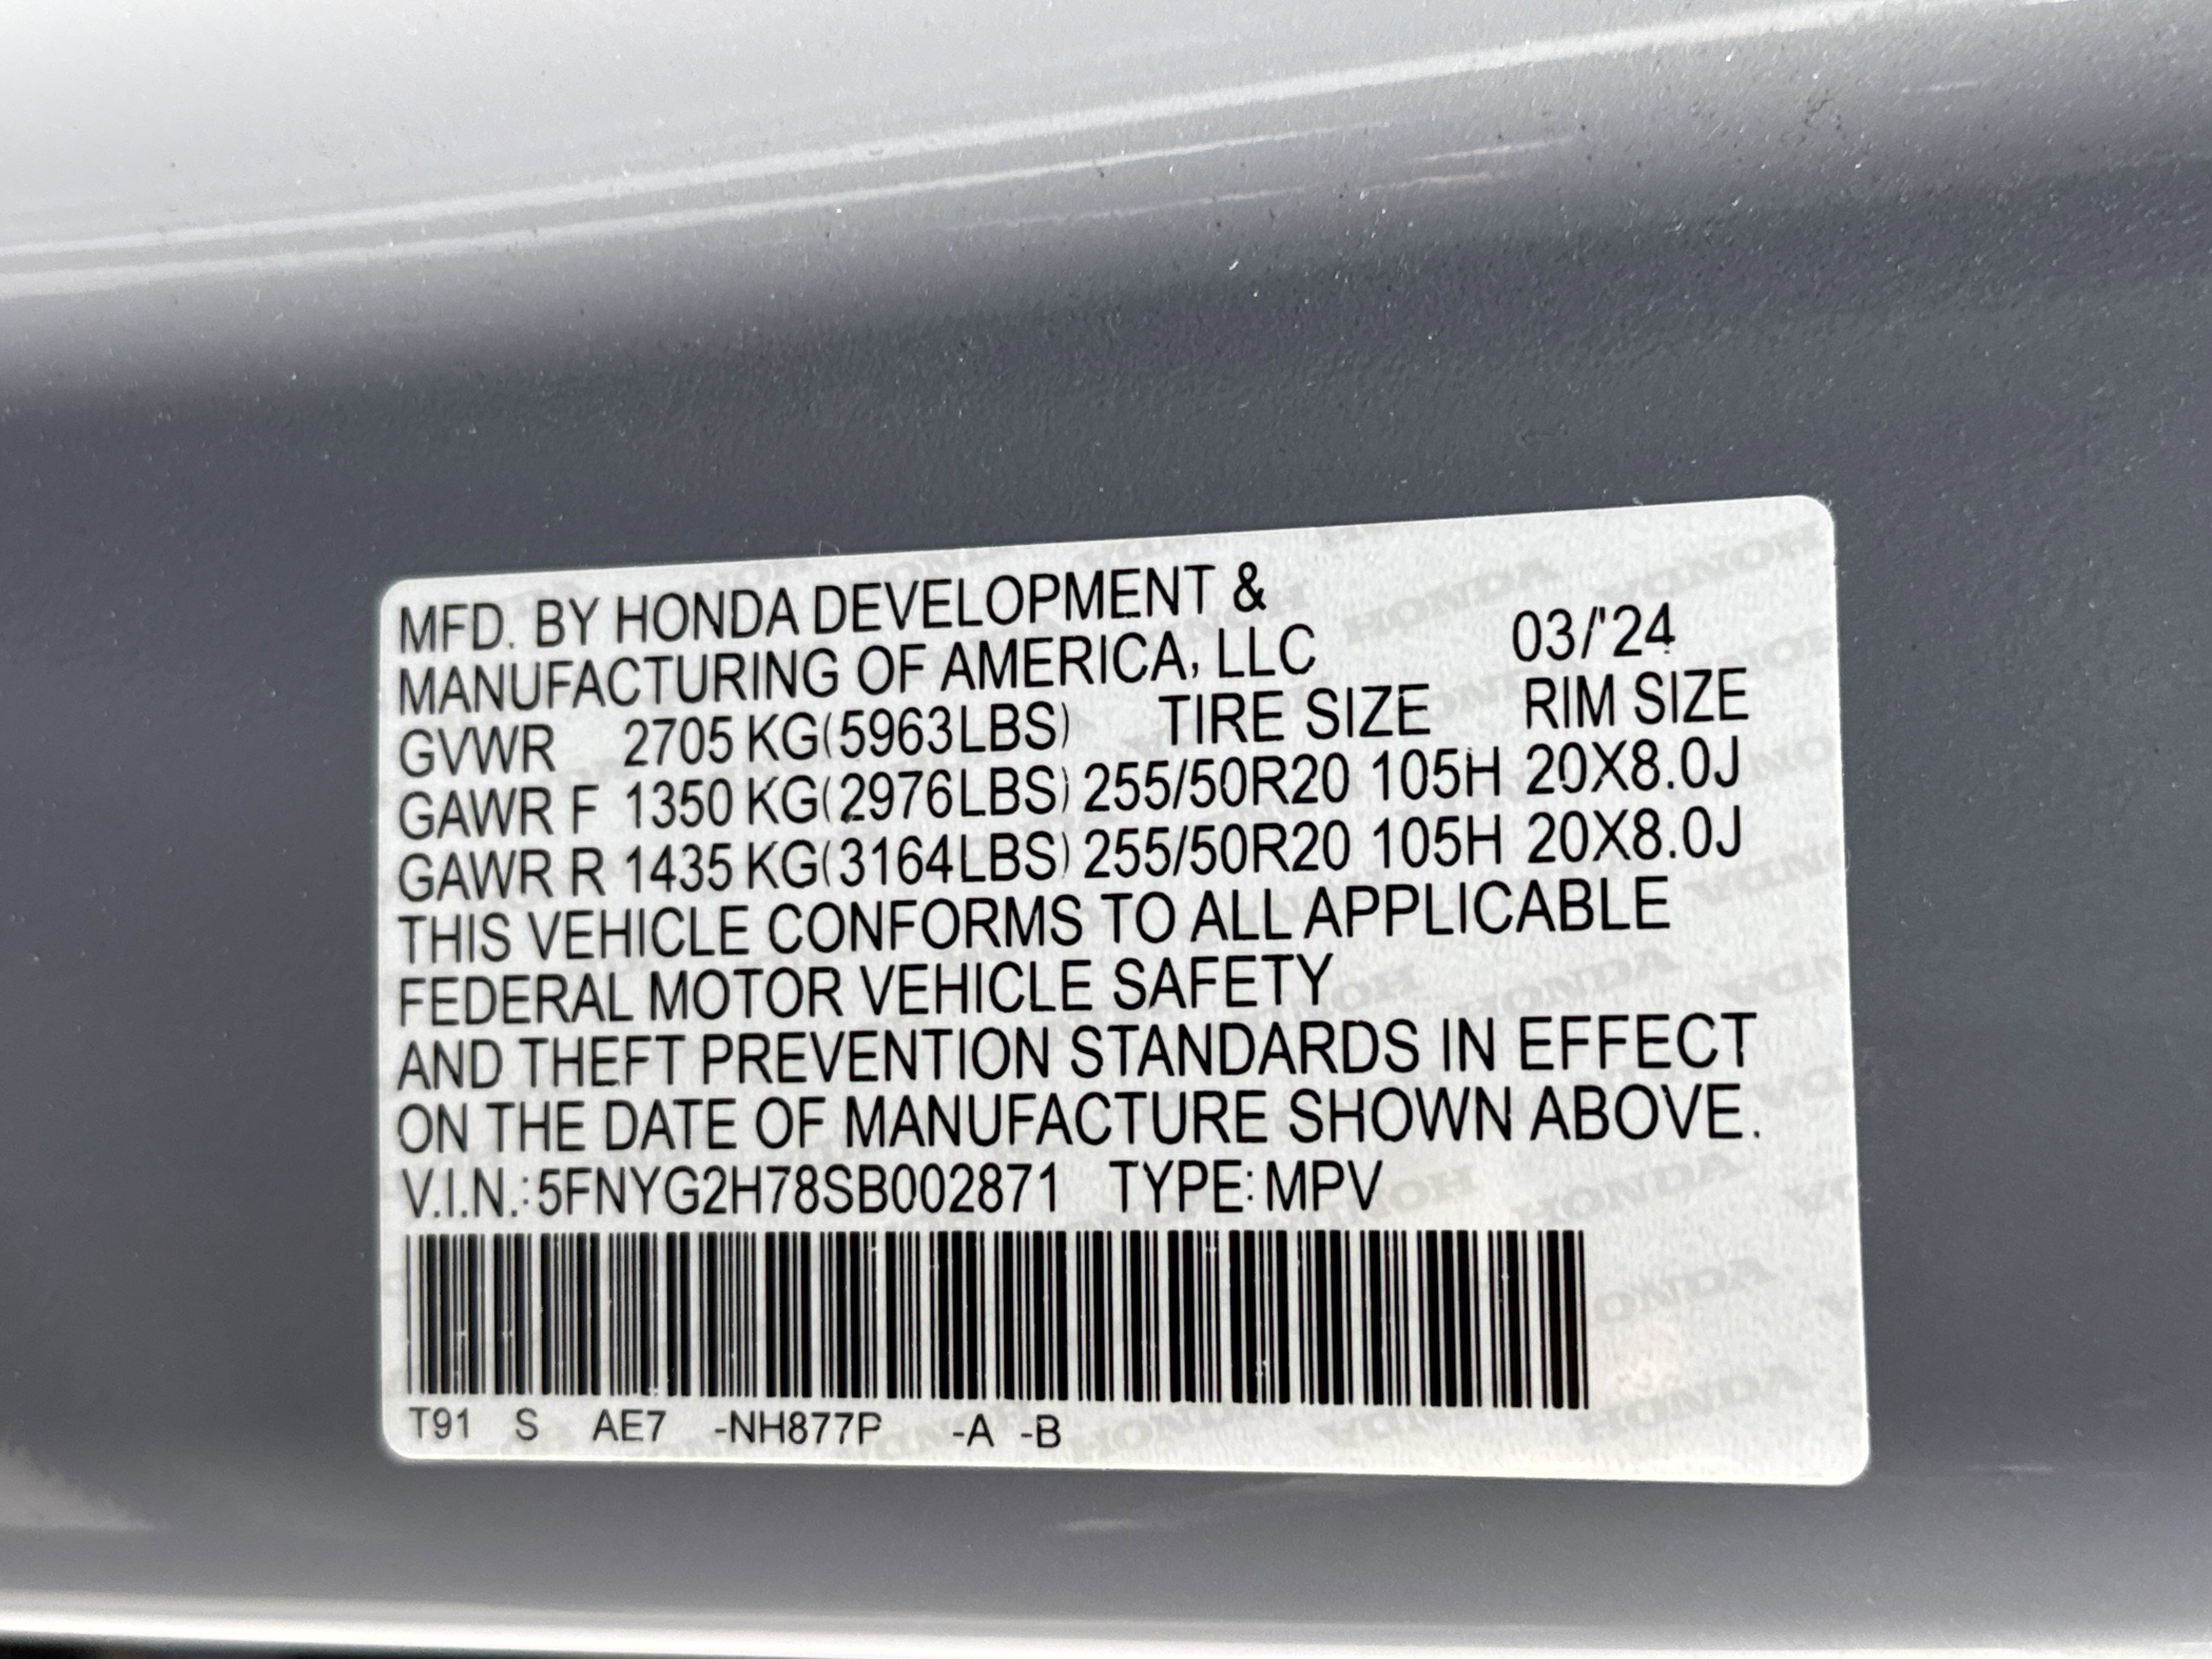 MFD. BY HONDA DEVELOPMENT &
MANUFACTURING OF AMERICA, LLC 03/'24
GVWR 2705 KG(5963LBS) TIRE SIZE RIM SIZE
GAWR F 1350 KG(2976LBS) 255/50R20 105H 20X8.0J
GAWR R 1435 KG(3164LBS) 255/50R20 105H 20X8.0J
THIS VEHICLE CONFORMS TO ALL APPLICABLE
FEDERAL MOTOR VEHICLE SAFETY
AND THEFT PREVENTION STANDARDS IN EFFECT
ON THE DATE OF MANUFACTURE SHOWN ABOVE.
V.I.N.:5FNYG2H78SB002871 TYPE:MPV
T91 S AE7 -NH877P -A -B